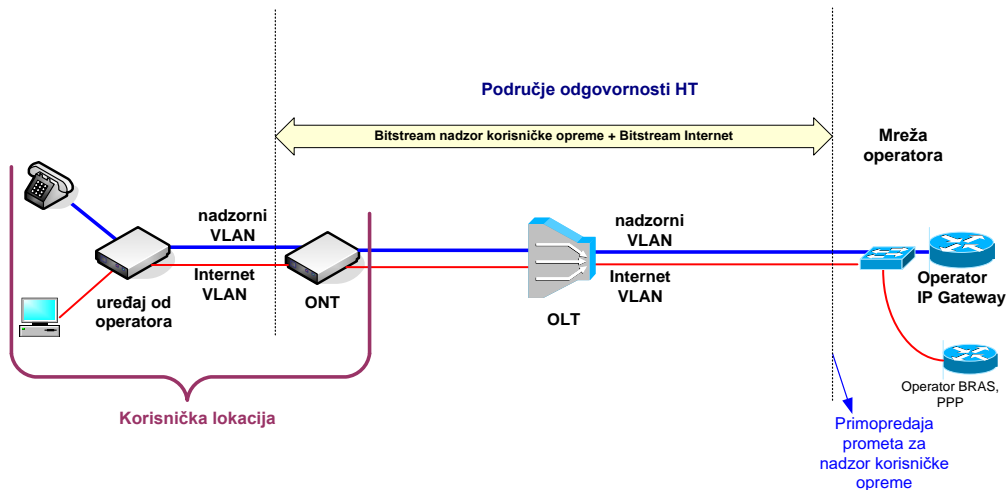 Područje odgovornosti HT
Bitstream nadzor korisničke opreme + Bitstream Internet
Mreža
operatora
nadzorni
VLAN
Internet
VLAN
uređaj od
operatora
ONT
OLT
nadzorni
VLAN
Internet
VLAN
Operator
IP Gateway
Operator BRAS,
PPP
Korisnička lokacija
Primopredaja
prometa za
nadzor korisničke
opreme